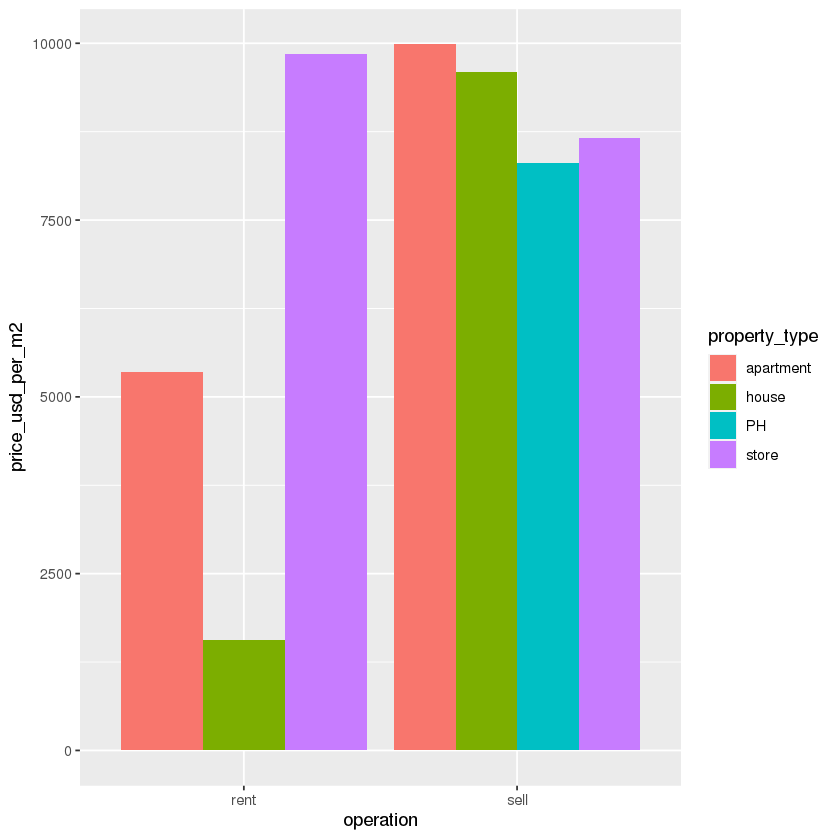 10000
7500
5000
2500
0
price_usd_per_m2
rent
sell
operation
property_type
apartment
house
PH
store